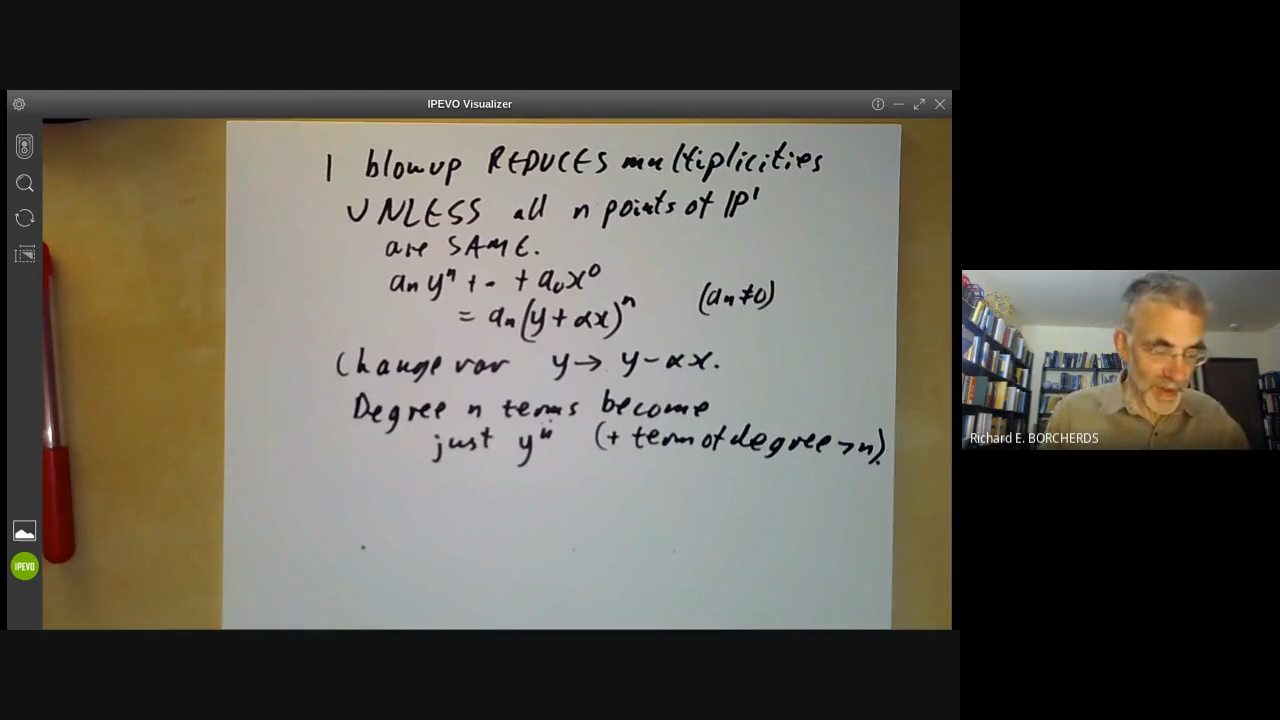 IPEVO Visualizer
1 blowup REDUCES multiplicities
UNLESS all n points of P¹
are SAME.
aₙyⁿ + .. + a₀x⁰
= aₙ(y + αx)ⁿ (aₙ ≠ 0)
Change var y → y - αx.
Degree n terms become
just yⁿ (+ term of degree > n).
Richard E. BORCHERDS
IPEVO